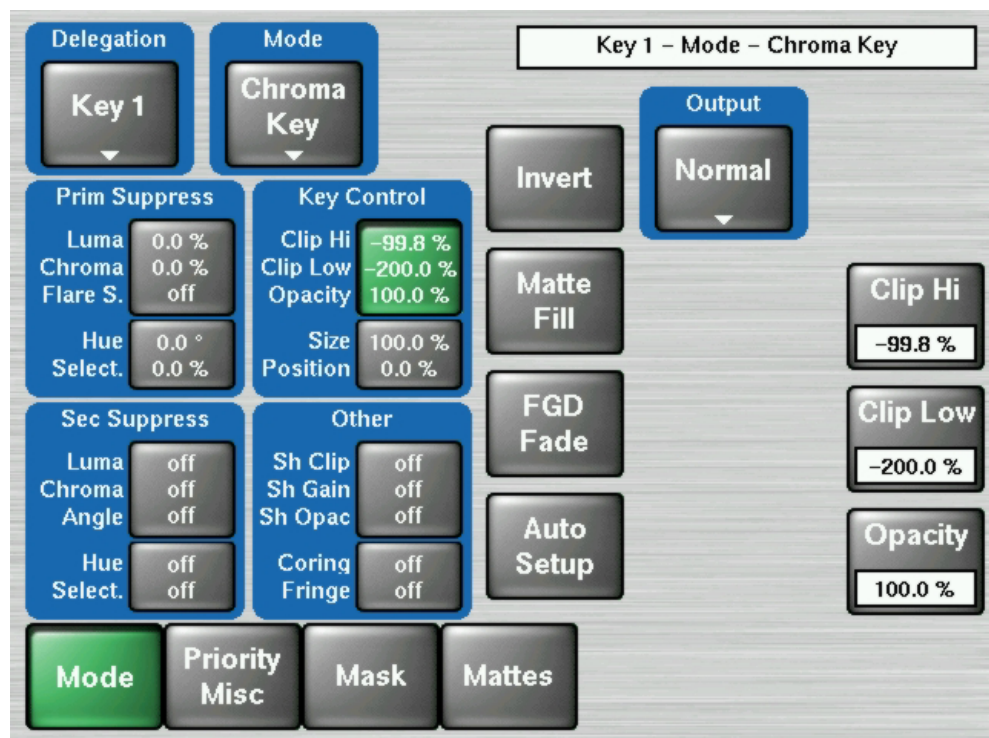 Delegation
Mode
Key 1 – Mode – Chroma Key
Key 1
Chroma
Key
Output
Normal
Invert
Prim Suppress
Luma 0.0 %
Chroma 0.0 %
Flare S. off
Hue 0.0 °
Select. 0.0 %
Key Control
Clip Hi –99.8 %
Clip Low –200.0 %
Opacity 100.0 %
Size 100.0 %
Position 0.0 %
Matte
Fill
Clip Hi
–99.8 %
FGD
Fade
Clip Low
–200.0 %
Sec Suppress
Luma off
Chroma off
Angle off
Hue off
Select. off
Other
Sh Clip off
Sh Gain off
Sh Opac off
Coring off
Fringe off
Auto
Setup
Opacity
100.0 %
Mode
Priority
Misc
Mask
Mattes